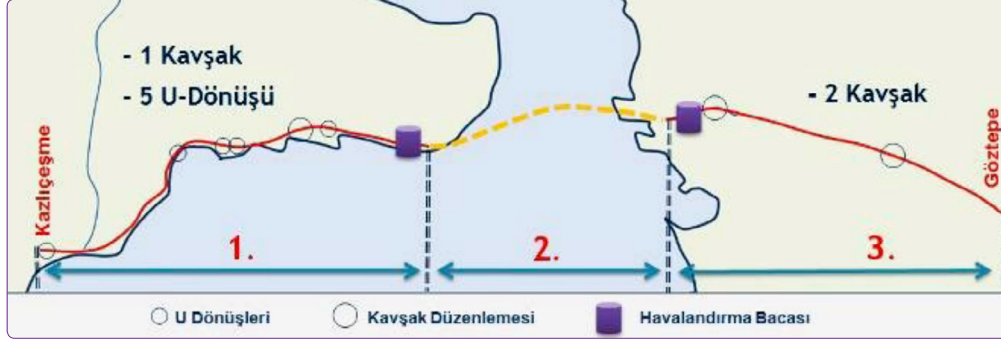 - 1 Kavşak
- 5 U-Dönüşü
- 2 Kavşak
Kazlıçeşme
Göztepe
1.
2.
3.
U Dönüşleri
Kavşak Düzenlemesi
Havalandırma Bacası